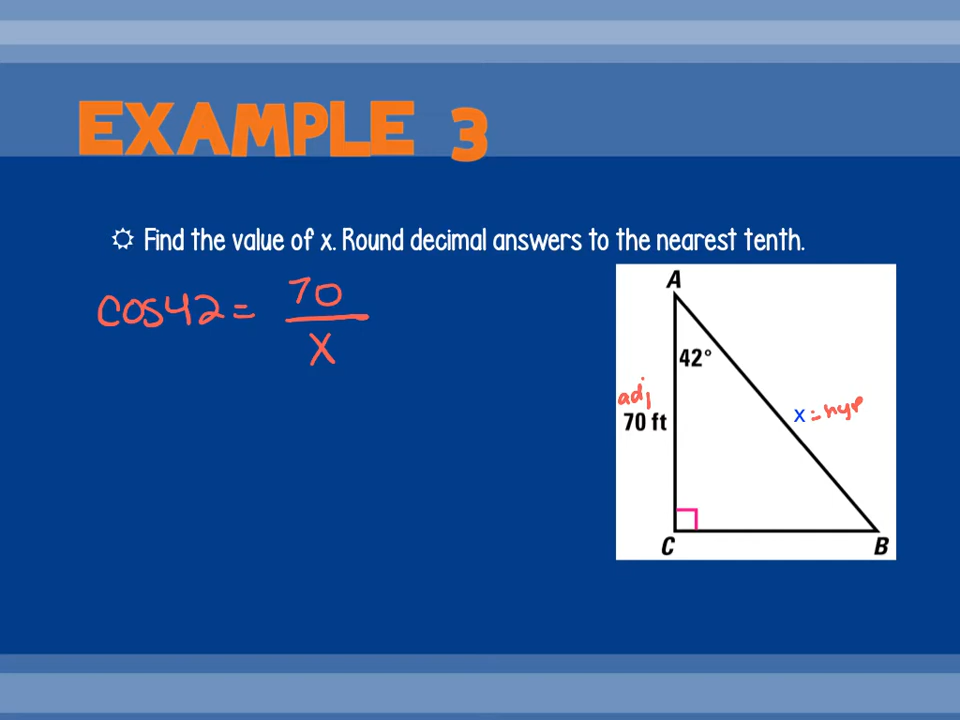 EXAMPLE 3
Find the value of x. Round decimal answers to the nearest tenth.
cos42 = 70
x
A
42°
adj
70 ft
x = hyp
C
B